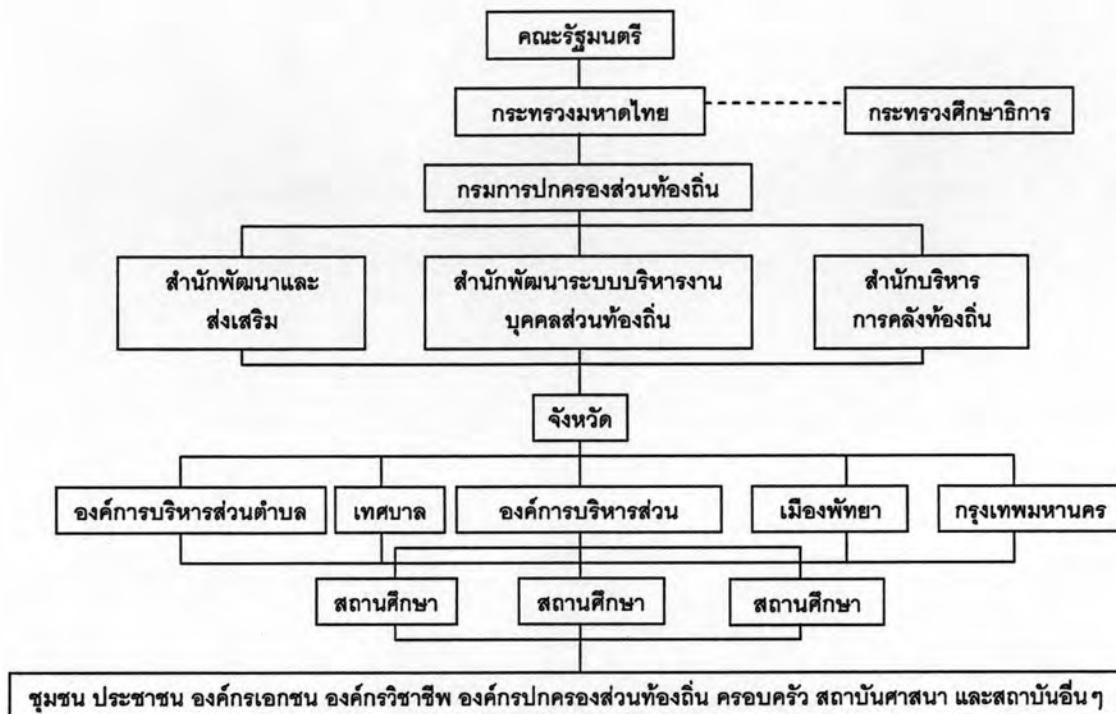 คณะรัฐมนตรี
กระทรวงมหาดไทย
กระทรวงศึกษาธิการ
กรมการปกครองส่วนท้องถิ่น
สำนักพัฒนาและ
ส่งเสริม
สำนักพัฒนาระบบบริหารงาน
บุคคลส่วนท้องถิ่น
สำนักบริหาร
การคลังท้องถิ่น
จังหวัด
องค์การบริหารส่วนตำบล
เทศบาล
องค์การบริหารส่วน
เมืองพัทยา
กรุงเทพมหานคร
สถานศึกษา
สถานศึกษา
สถานศึกษา
ชุมชน ประชาชน องค์กรเอกชน องค์กรวิชาชีพ องค์กรปกครองส่วนท้องถิ่น ครอบครัว สถาบันศาสนา และสถาบันอื่นๆ